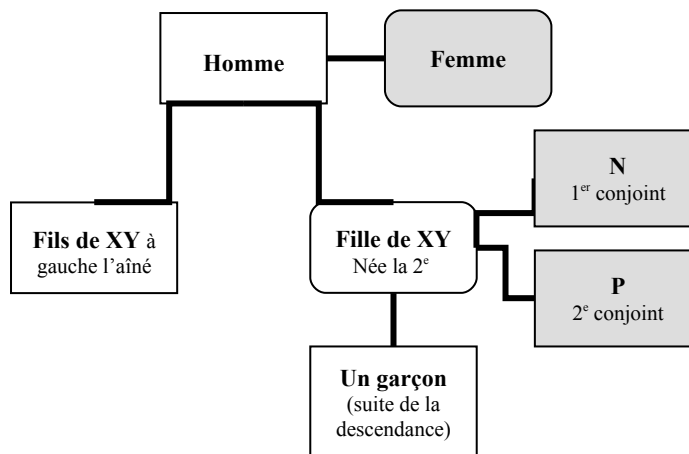 Homme
Femme
N
1er conjoint
Fils de XY à
gauche l'aîné
Fille de XY
Née la 2e
P
2e conjoint
Un garçon
(suite de la
descendance)